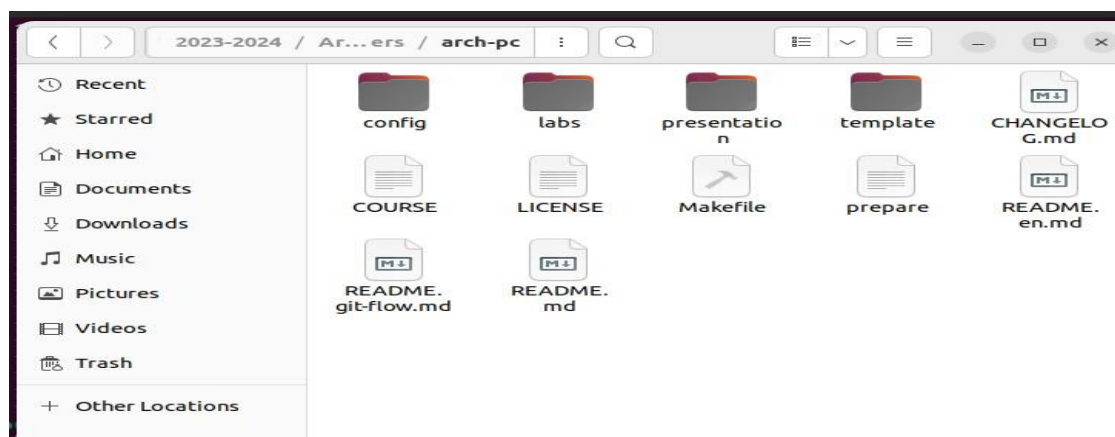 2023-2024 / Ar...ers / arch-pc
Recent
Starred
Home
Documents
Downloads
Music
Pictures
Videos
Trash
+ Other Locations
config
labs
presentatio
n
template
CHANGELO
G.md
COURSE
LICENSE
Makefile
prepare
README.
en.md
README.
git-flow.md
README.
md